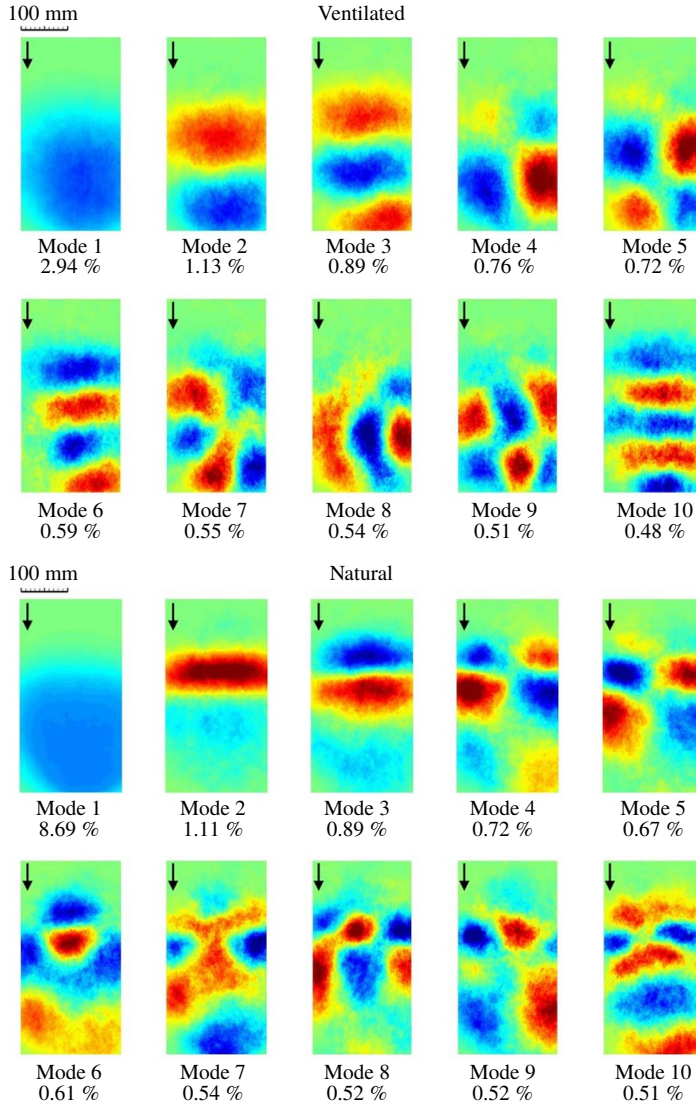 100 mm
Ventilated
Mode 1 Mode 2 Mode 3 Mode 4 Mode 5
2.94 % 1.13 % 0.89 % 0.76 % 0.72 %
Mode 6 Mode 7 Mode 8 Mode 9 Mode 10
0.59 % 0.55 % 0.54 % 0.51 % 0.48 %
100 mm
Natural
Mode 1 Mode 2 Mode 3 Mode 4 Mode 5
8.69 % 1.11 % 0.89 % 0.72 % 0.67 %
Mode 6 Mode 7 Mode 8 Mode 9 Mode 10
0.61 % 0.54 % 0.52 % 0.52 % 0.51 %